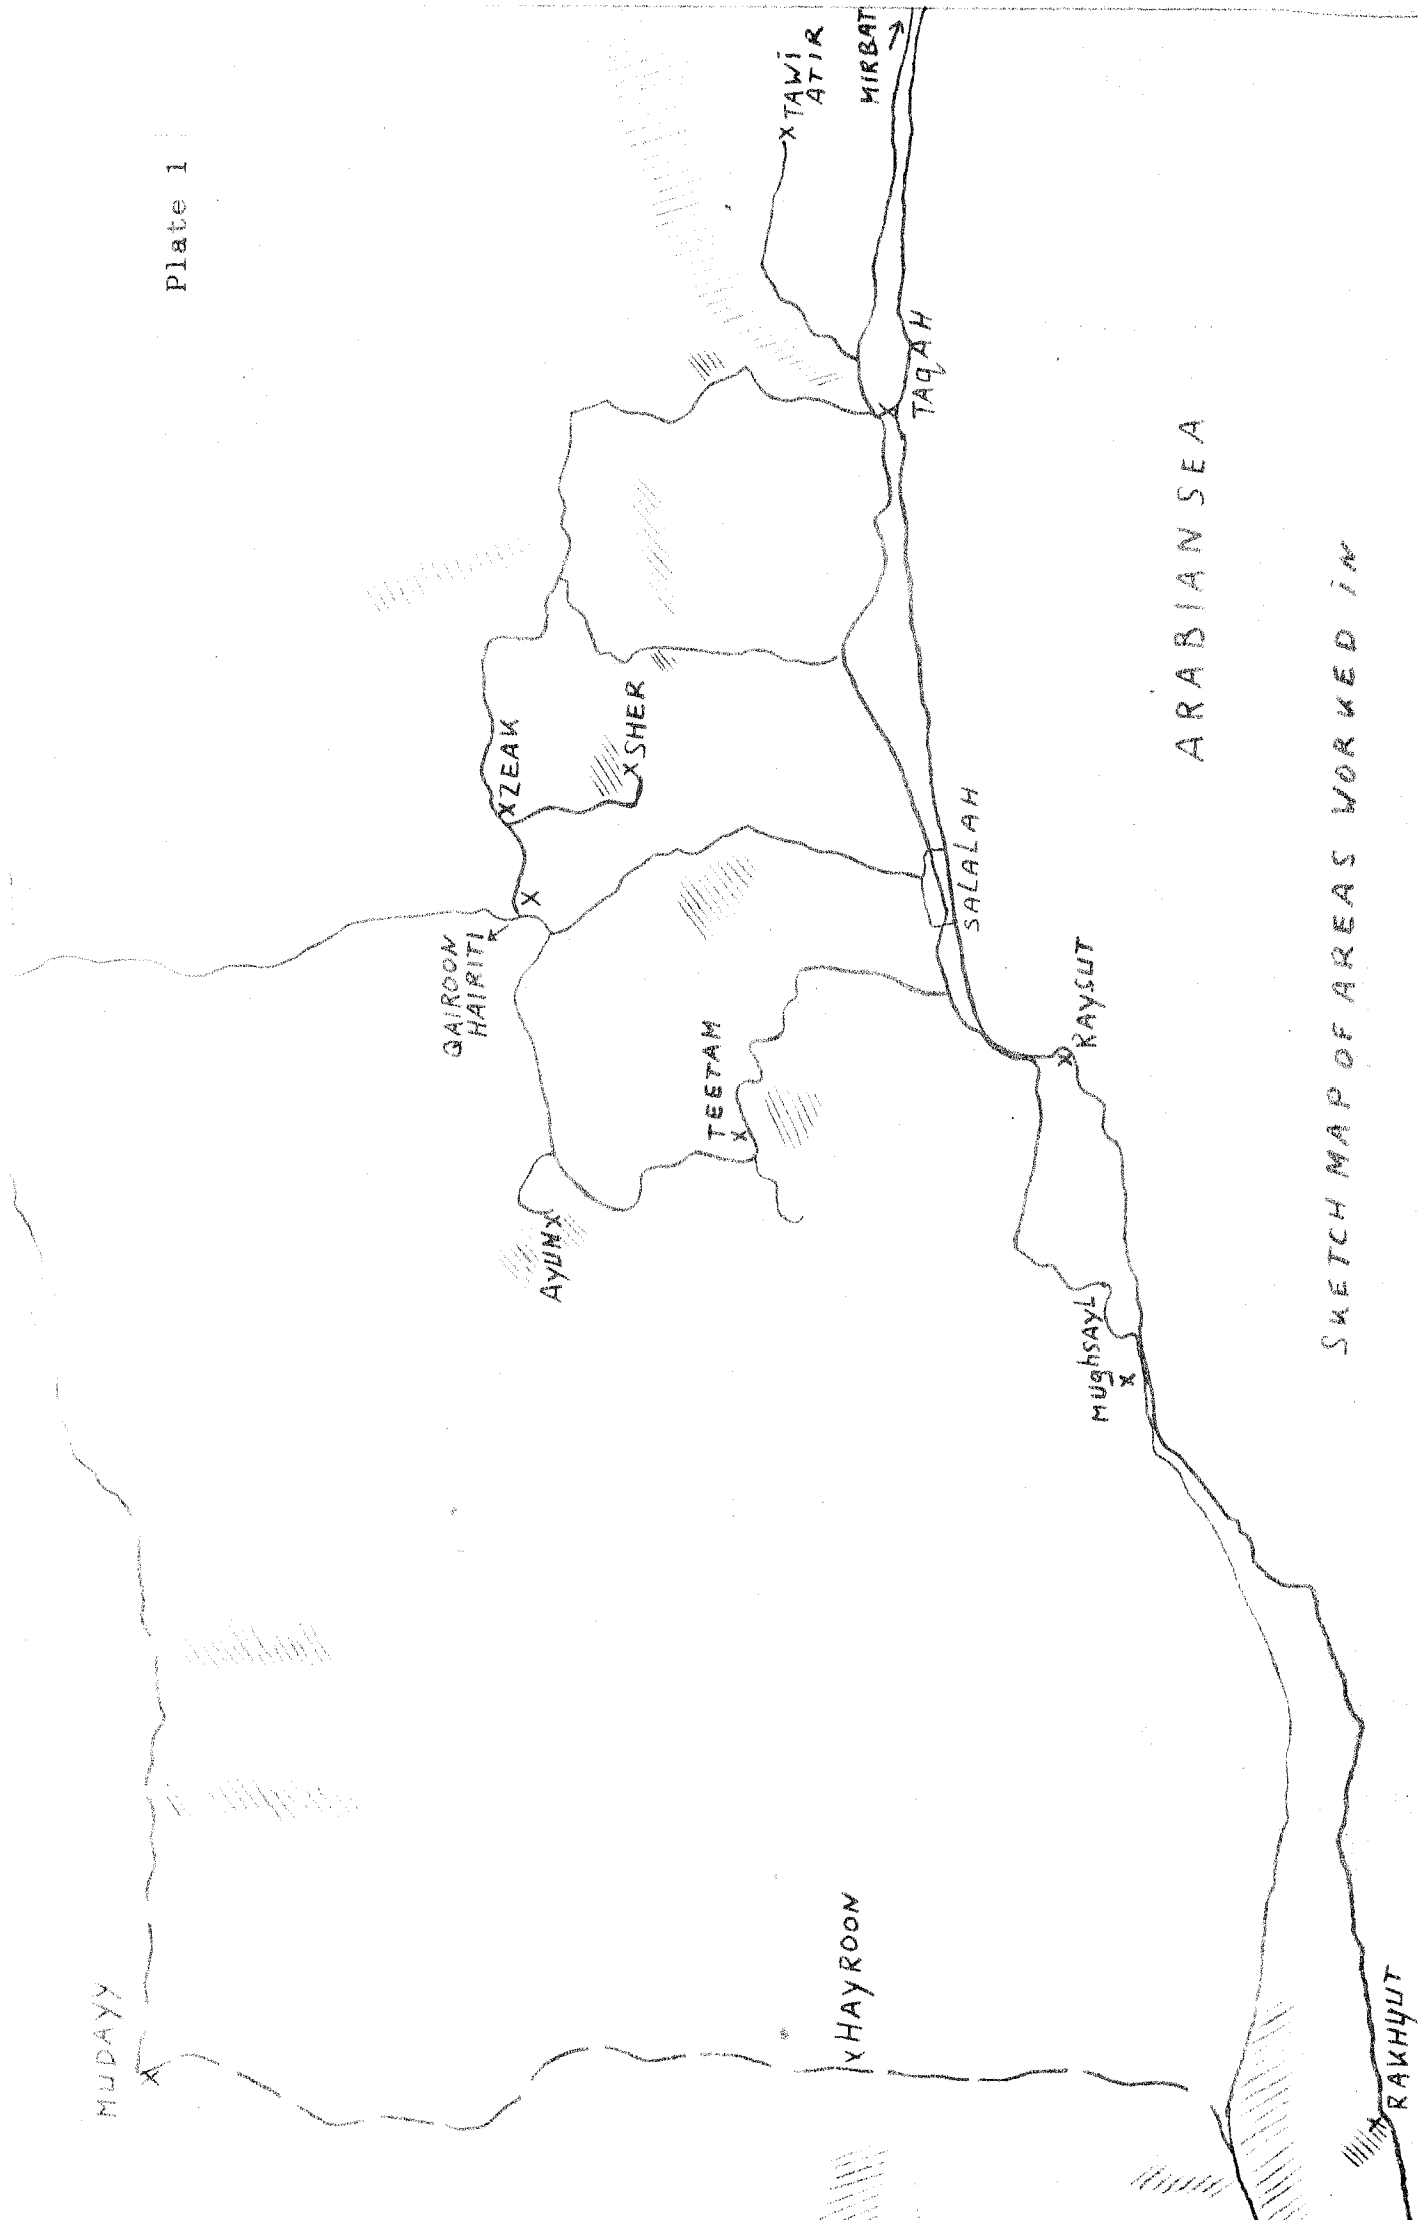 Plate 1
MUDAYY
QAIROON
HAIRITI
ZEAK
SHER
TAWI
ATIR
MIRBAT
AYUN
TEETAM
TAQAH
SALALAH
RAYSUT
MUghSAYL
HAYROON
RAKHYUT
ARABIAN SEA
SKETCH MAP OF AREAS WORKED iN